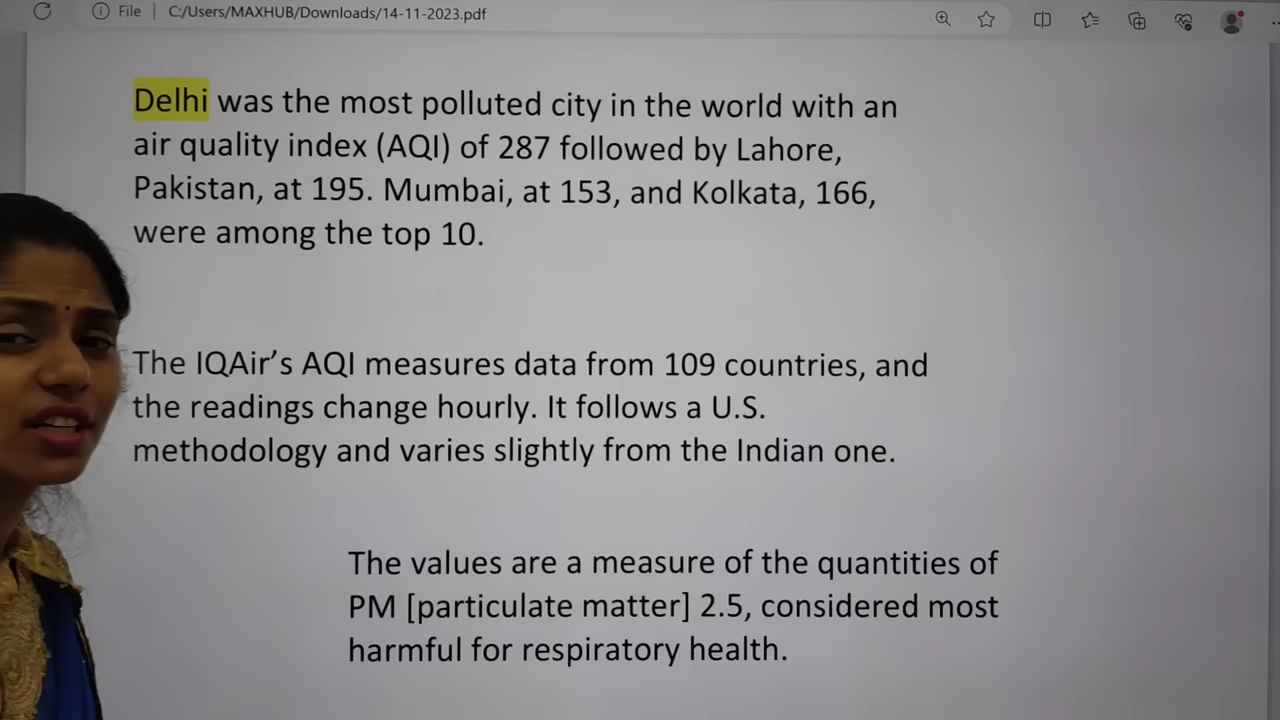 File | C:/Users/MAXHUB/Downloads/14-11-2023.pdf
Delhi was the most polluted city in the world with an
air quality index (AQI) of 287 followed by Lahore,
Pakistan, at 195. Mumbai, at 153, and Kolkata, 166,
were among the top 10.
The IQAir’s AQI measures data from 109 countries, and
the readings change hourly. It follows a U.S.
methodology and varies slightly from the Indian one.
The values are a measure of the quantities of
PM [particulate matter] 2.5, considered most
harmful for respiratory health.